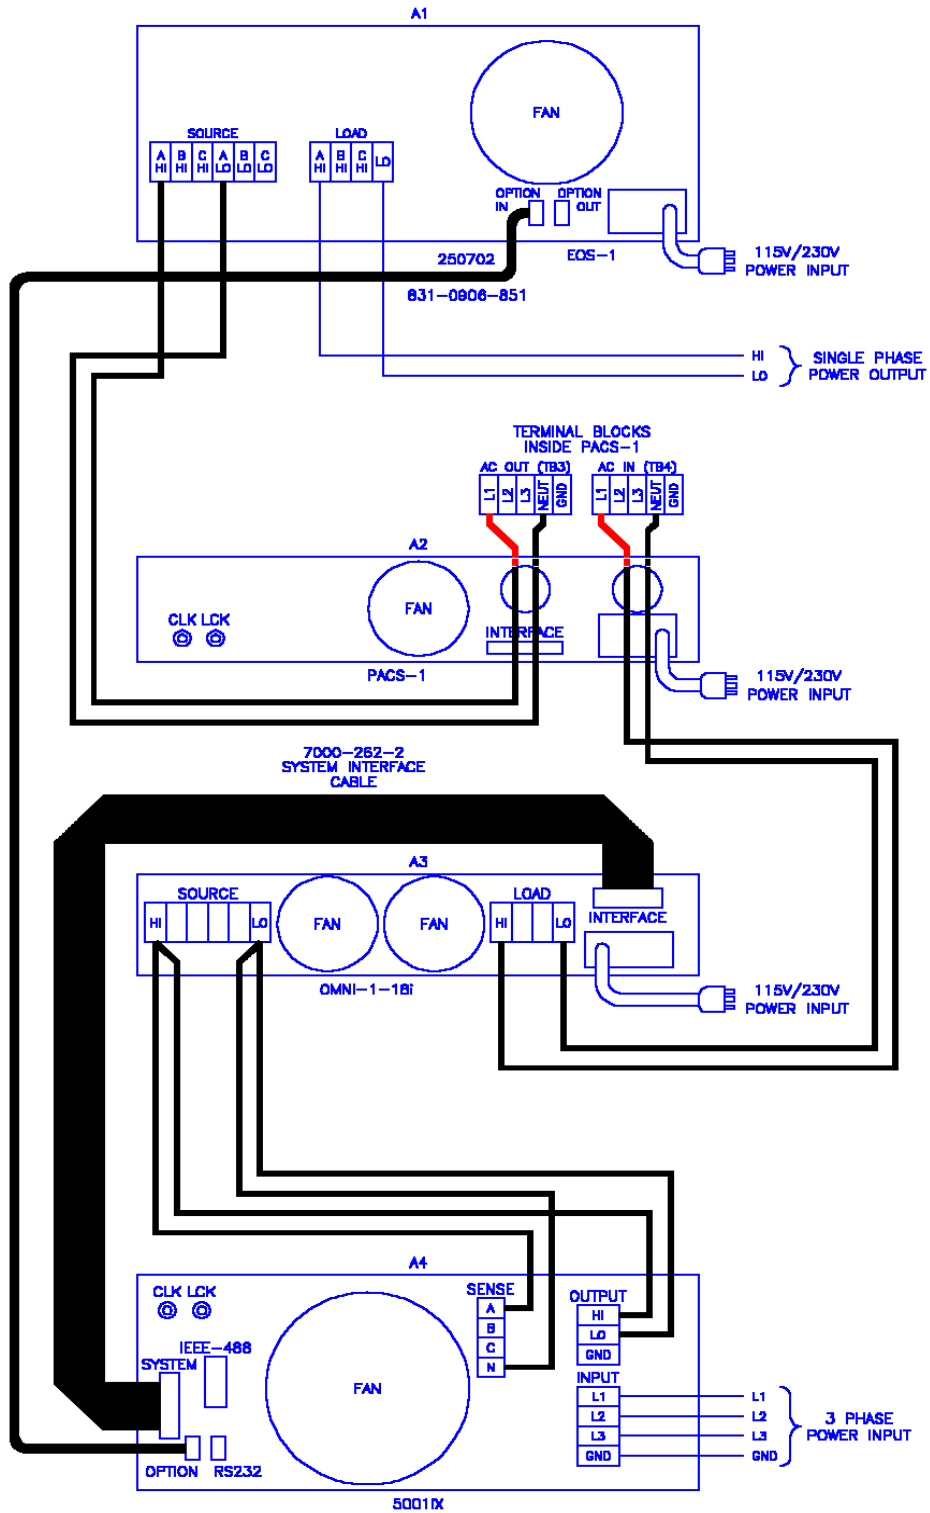 A1
FAN
SOURCE
LOAD
A HI
B HI
C HI
A LO
B LO
C LO
A HI
B HI
C HI
LO
OPTION IN
OPTION OUT
250702
EOS-1
115V/230V
POWER INPUT
831-0906-851
HI
LO
SINGLE PHASE
POWER OUTPUT
TERMINAL BLOCKS
INSIDE PACS-1
AC OUT (TB3)
AC IN (TB4)
L1
L2
L3
NEUT
GND
L1
L2
L3
NEUT
GND
A2
FAN
CLK LCK
INTERFACE
PACS-1
115V/230V
POWER INPUT
7000-262-2
SYSTEM INTERFACE
CABLE
A3
SOURCE
LOAD
HI
LO
FAN
FAN
HI
LO
INTERFACE
OMNI-1-18i
115V/230V
POWER INPUT
A4
CLK LCK
SENSE
A
B
C
N
OUTPUT
HI
LO
GND
IEEE-488
SYSTEM
FAN
INPUT
L1
L2
L3
GND
L1
L2
L3
GND
3 PHASE
POWER INPUT
OPTION
RS232
5001iX